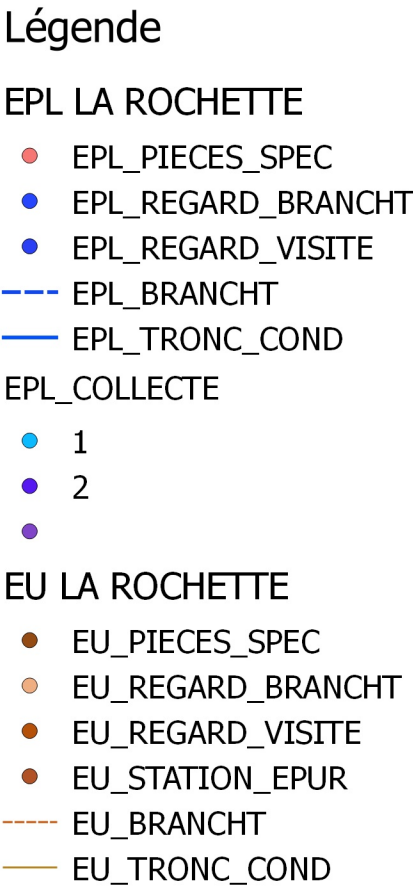 Légende
EPL LA ROCHETTE
EPL_PIECES_SPEC
EPL_REGARD_BRANCHT
EPL_REGARD_VISITE
EPL_BRANCHT
EPL_TRONC_COND
EPL_COLLECTE
1
2
EU LA ROCHETTE
EU_PIECES_SPEC
EU_REGARD_BRANCHT
EU_REGARD_VISITE
EU_STATION_EPUR
EU_BRANCHT
EU_TRONC_COND